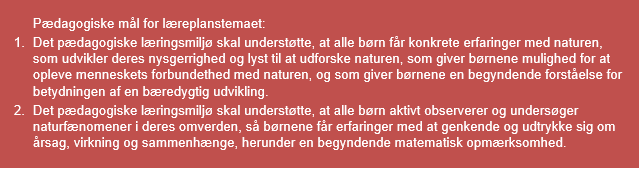 Pædagogiske mål for læreplanstemaet:
1. Det pædagogiske læringsmiljø skal understøtte, at alle børn får konkrete erfaringer med naturen,
som udvikler deres nysgerrighed og lyst til at udforske naturen, som giver børnene mulighed for at
opleve menneskets forbundethed med naturen, og som giver børnene en begyndende forståelse for
betydningen af en bæredygtig udvikling.
2. Det pædagogiske læringsmiljø skal understøtte, at alle børn aktivt observerer og undersøger
naturfænomener i deres omverden, så børnene får erfaringer med at genkende og udtrykke sig om
årsag, virkning og sammenhænge, herunder en begyndende matematisk opmærksomhed.